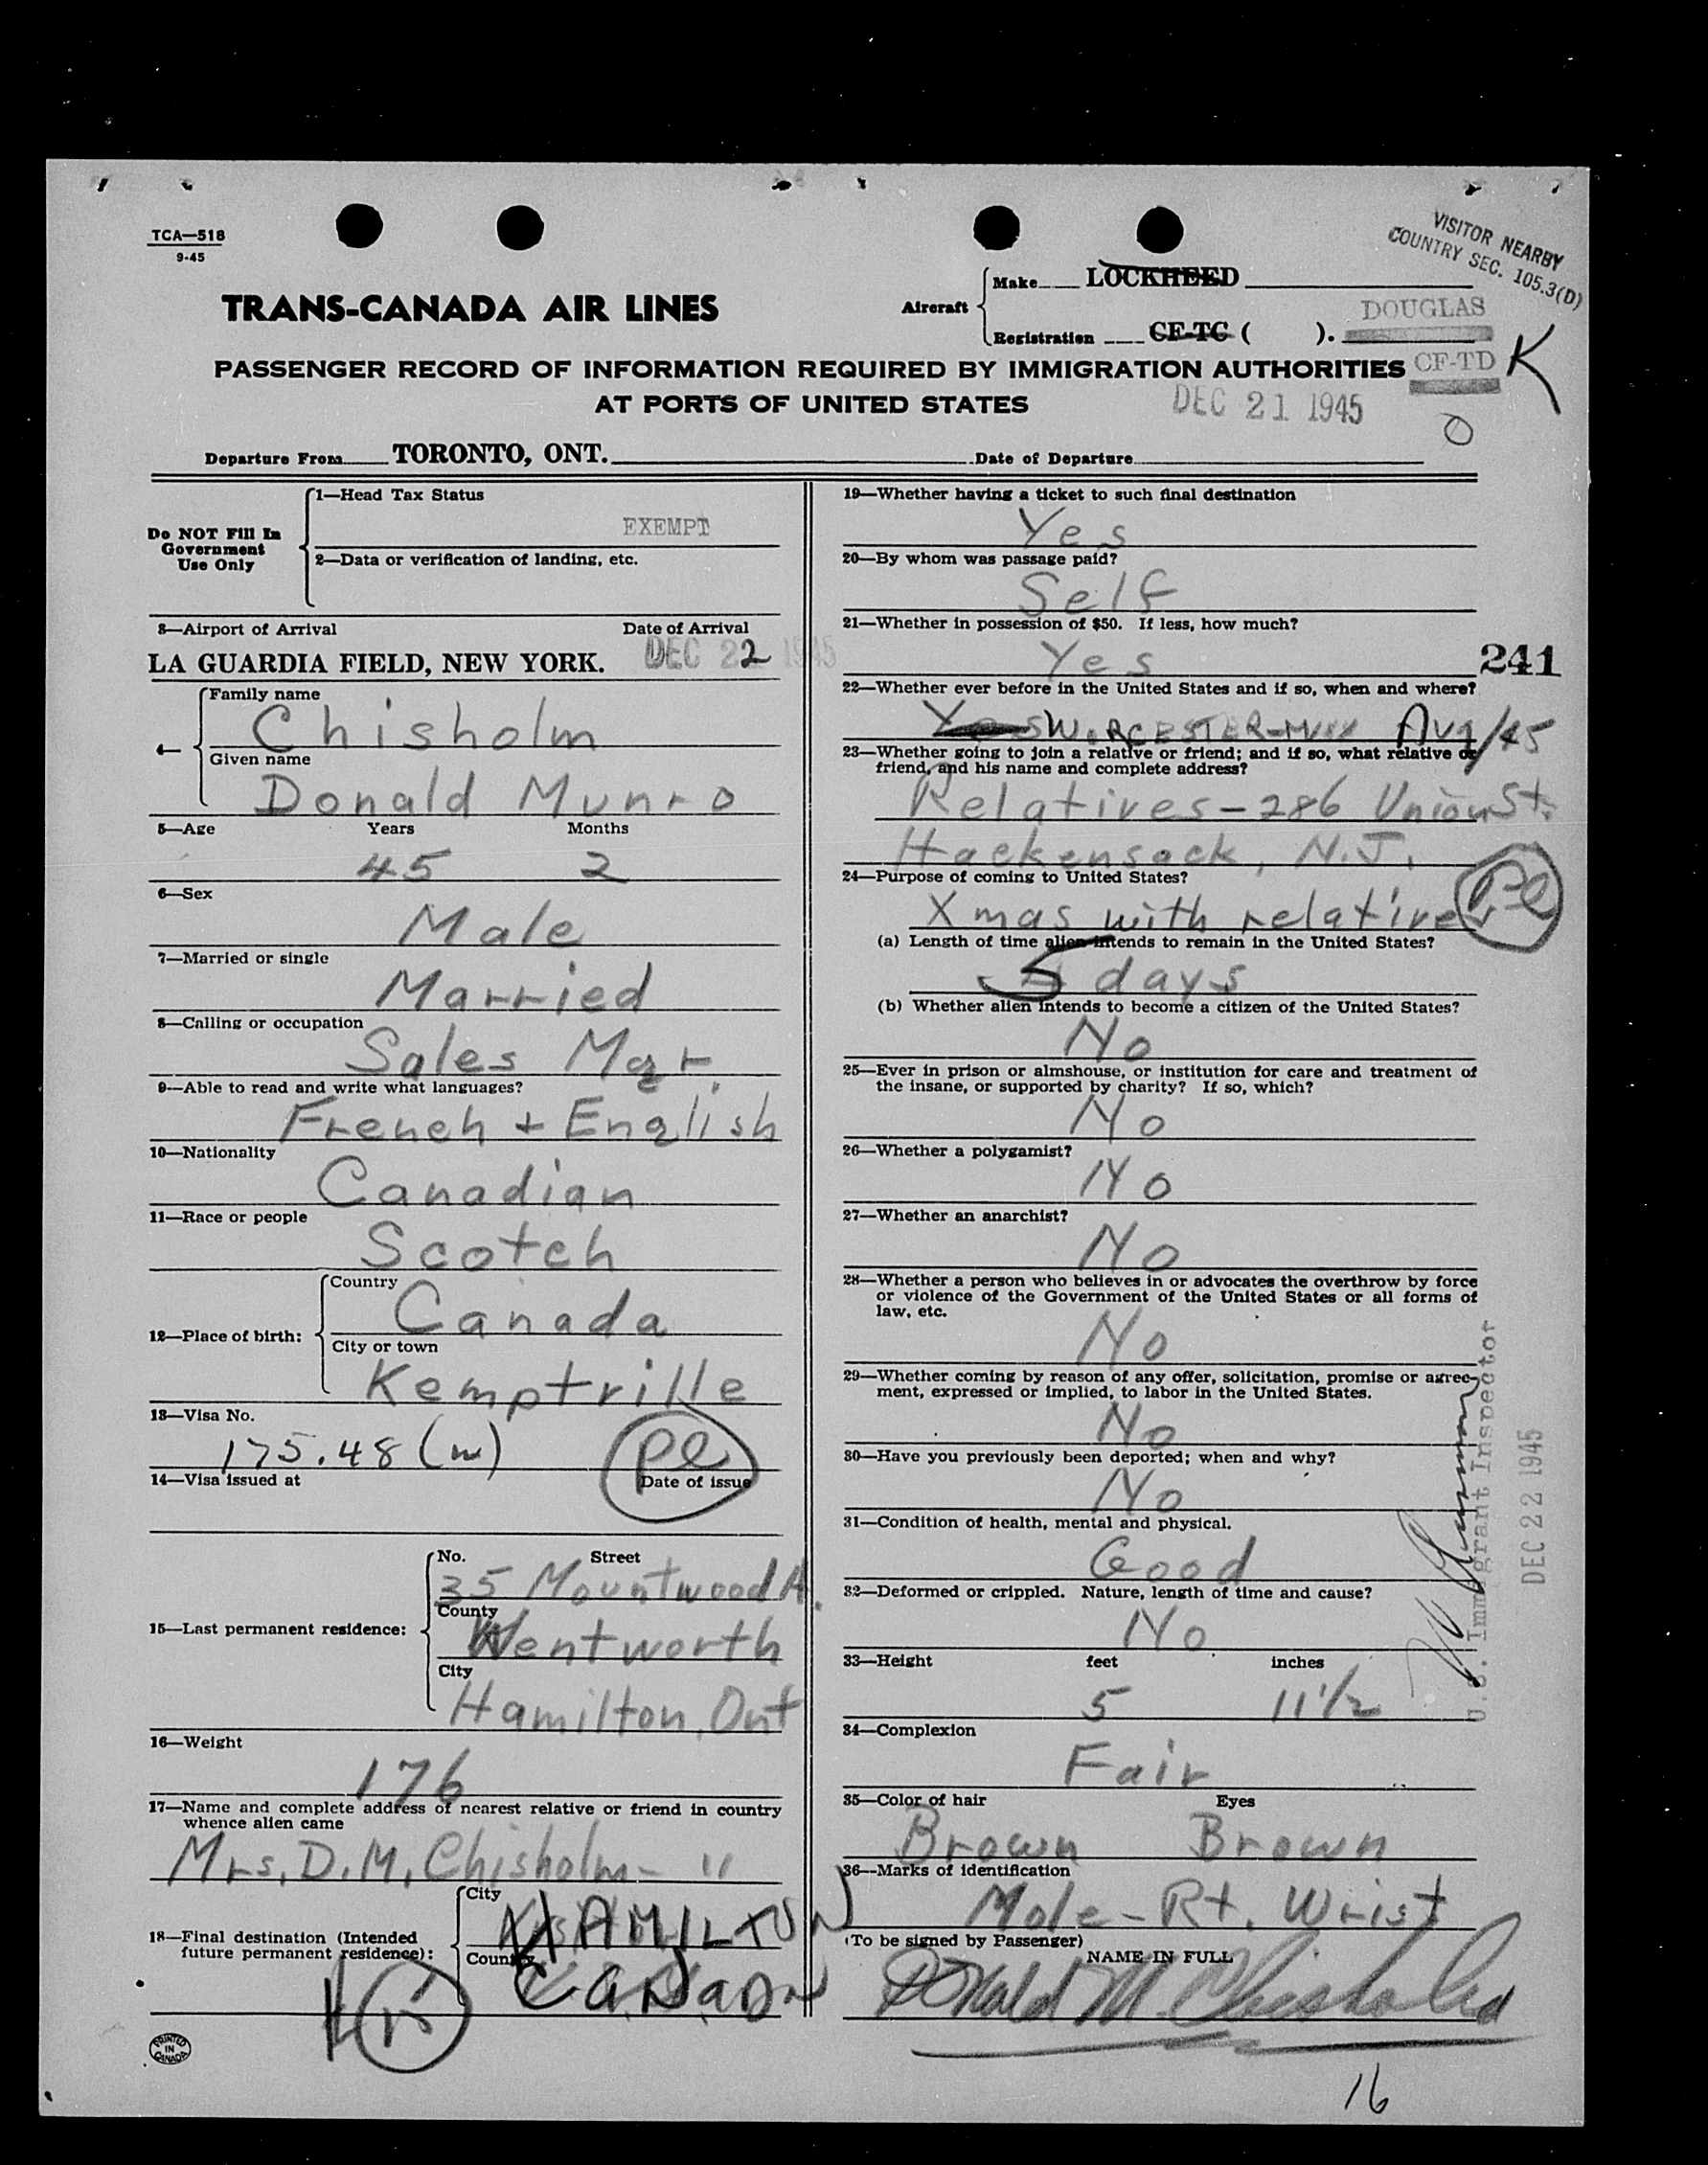 TCA—518
9-45
VISITOR NEARBY
COUNTRY SEC. 105.3(D)
TRANS-CANADA AIR LINES
Aircraft
Make LOCKHEED
DOUGLAS
Registration CF-TC ( ).
CF-TD K
PASSENGER RECORD OF INFORMATION REQUIRED BY IMMIGRATION AUTHORITIES
AT PORTS OF UNITED STATES
DEC 21 1945
Departure From TORONTO, ONT. Date of Departure
Do NOT Fill In
Government
Use Only
1—Head Tax Status
EXEMPT
2—Data or verification of landing, etc.
3—Airport of Arrival Date of Arrival
LA GUARDIA FIELD, NEW YORK. DEC 22 1945
4—
Family name
Chisholm
Given name
Donald Munro
5—Age Years Months
45 2
6—Sex
Male
7—Married or single
Married
8—Calling or occupation
Sales Mgr.
9—Able to read and write what languages?
French + English
10—Nationality
Canadian
11—Race or people
Scotch
12—Place of birth:
Country
Canada
City or town
Kemptville
13—Visa No.
175.48 (w)
14—Visa issued at Date of issue
15—Last permanent residence:
No. Street
35 Mountwood A.
County
Wentworth
City
Hamilton, Ont
16—Weight
176
17—Name and complete address of nearest relative or friend in country
whence alien came
Mrs. D. M. Chisholm - "
18—Final destination (Intended
future permanent residence):
City
HAMILTON
County
CANADA
PRINTED
IN
CANADA
19—Whether having a ticket to such final destination
Yes
20—By whom was passage paid?
Self
21—Whether in possession of $50. If less, how much?
Yes
241
22—Whether ever before in the United States and if so, when and where?
Yes WORCESTER-MASS Aug/45
23—Whether going to join a relative or friend; and if so, what relative or
friend, and his name and complete address?
Relatives - 286 Union St.
Hackensack, N.J.
24—Purpose of coming to United States?
Xmas with relatives
(a) Length of time alien intends to remain in the United States?
5 days
(b) Whether alien intends to become a citizen of the United States?
No
25—Ever in prison or almshouse, or institution for care and treatment of
the insane, or supported by charity? If so, which?
No
26—Whether a polygamist?
No
27—Whether an anarchist?
No
28—Whether a person who believes in or advocates the overthrow by force
or violence of the Government of the United States or all forms of
law, etc.
No
29—Whether coming by reason of any offer, solicitation, promise or agree-
ment, expressed or implied, to labor in the United States.
No
30—Have you previously been deported; when and why?
No
31—Condition of health, mental and physical.
Good
32—Deformed or crippled. Nature, length of time and cause?
No
33—Height feet inches
5 11 1/2
34—Complexion
Fair
35—Color of hair Eyes
Brown Brown
36—Marks of identification
Mole - Rt. Wrist
(To be signed by Passenger)
NAME IN FULL
Donald M. Chisholm
U.S. Immigrant Inspector
DEC 22 1945
16